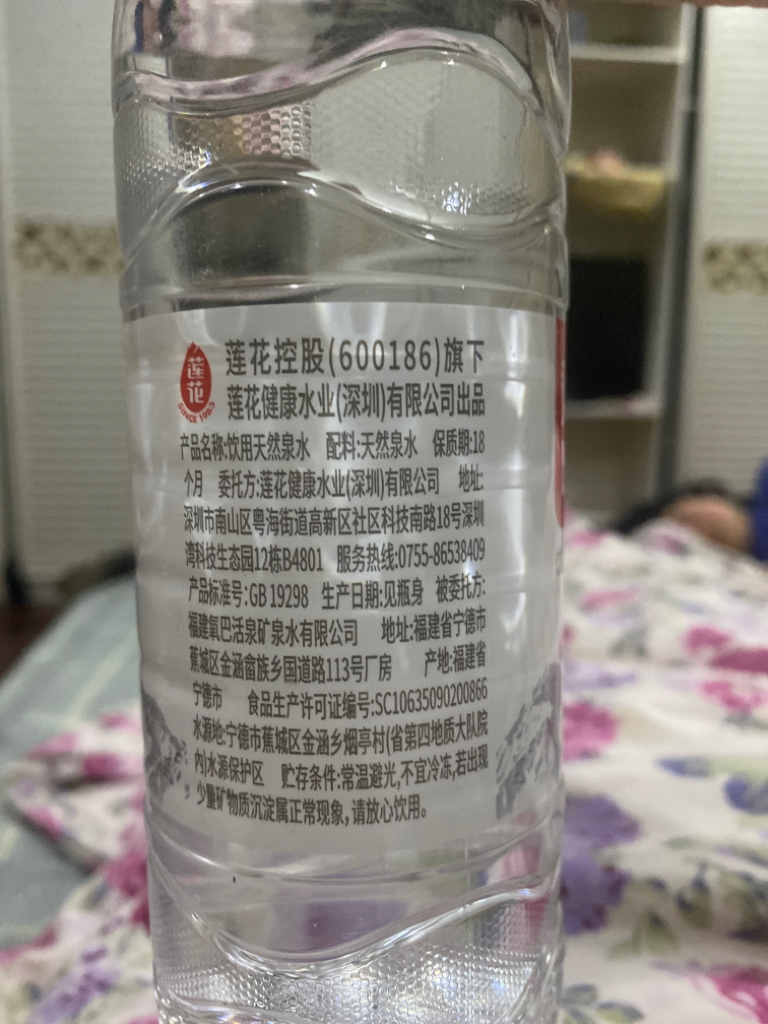 莲花
SINCE 1983
莲花控股(600186)旗下
莲花健康水业(深圳)有限公司出品
产品名称:饮用天然泉水 配料:天然泉水 保质期:18
个月 委托方:莲花健康水业(深圳)有限公司 地址:
深圳市南山区粤海街道高新区社区科技南路18号深圳
湾科技生态园12栋B4801 服务热线:0755-86538409
产品标准号:GB 19298 生产日期:见瓶身 被委托方:
福建氧巴活泉矿泉水有限公司 地址:福建省宁德市
蕉城区金涵畲族乡国道路113号厂房 产地:福建省
宁德市 食品生产许可证编号:SC10635090200866
水源地:宁德市蕉城区金涵乡烟亭村(省第四地质大队院
内)水源保护区 贮存条件:常温避光,不宜冷冻,若出现
少量矿物质沉淀属正常现象,请放心饮用。